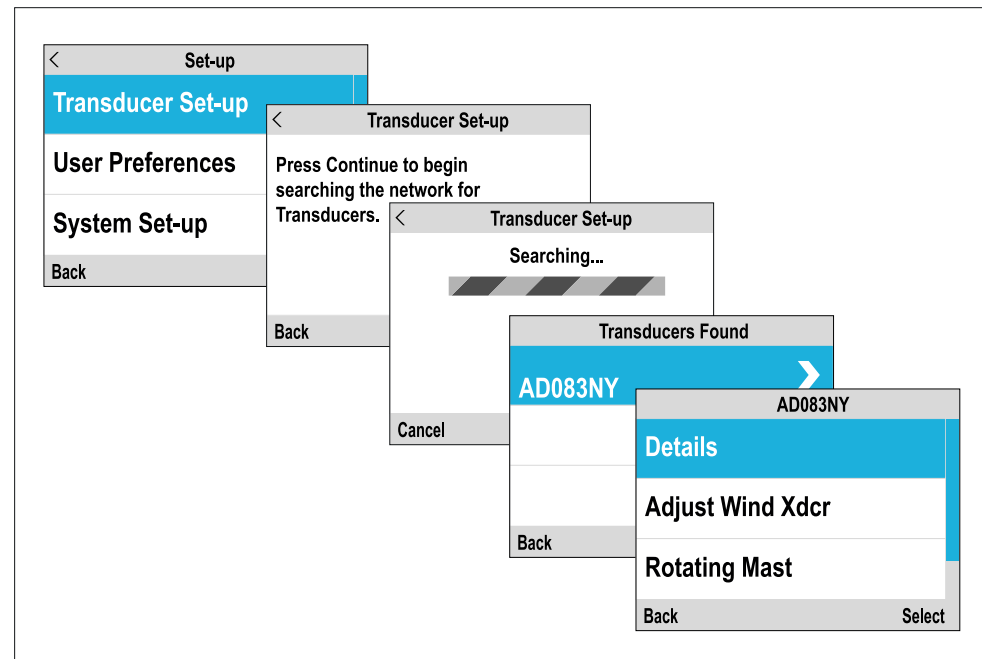 Set-up
Transducer Set-up
User Preferences
System Set-up
Back
Transducer Set-up
Press Continue to begin
searching the network for
Transducers.
Back
Transducer Set-up
Searching...
Cancel
Transducers Found
AD083NY
Back
AD083NY
Details
Adjust Wind Xdcr
Rotating Mast
Back Select